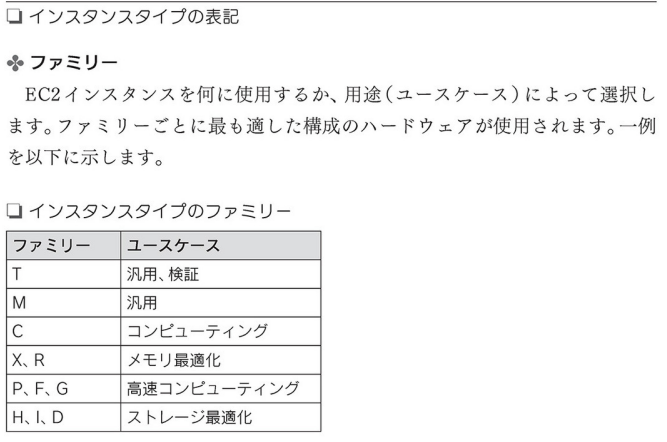 ❏ インスタンスタイプの表記
✤ ファミリー
EC2インスタンスを何に使用するか、用途(ユースケース)によって選択し
ます。ファミリーごとに最も適した構成のハードウェアが使用されます。一例
を以下に示します。
❏ インスタンスタイプのファミリー
ファミリー ユースケース
T 汎用、検証
M 汎用
C コンピューティング
X、R メモリ最適化
P、F、G 高速コンピューティング
H、I、D ストレージ最適化